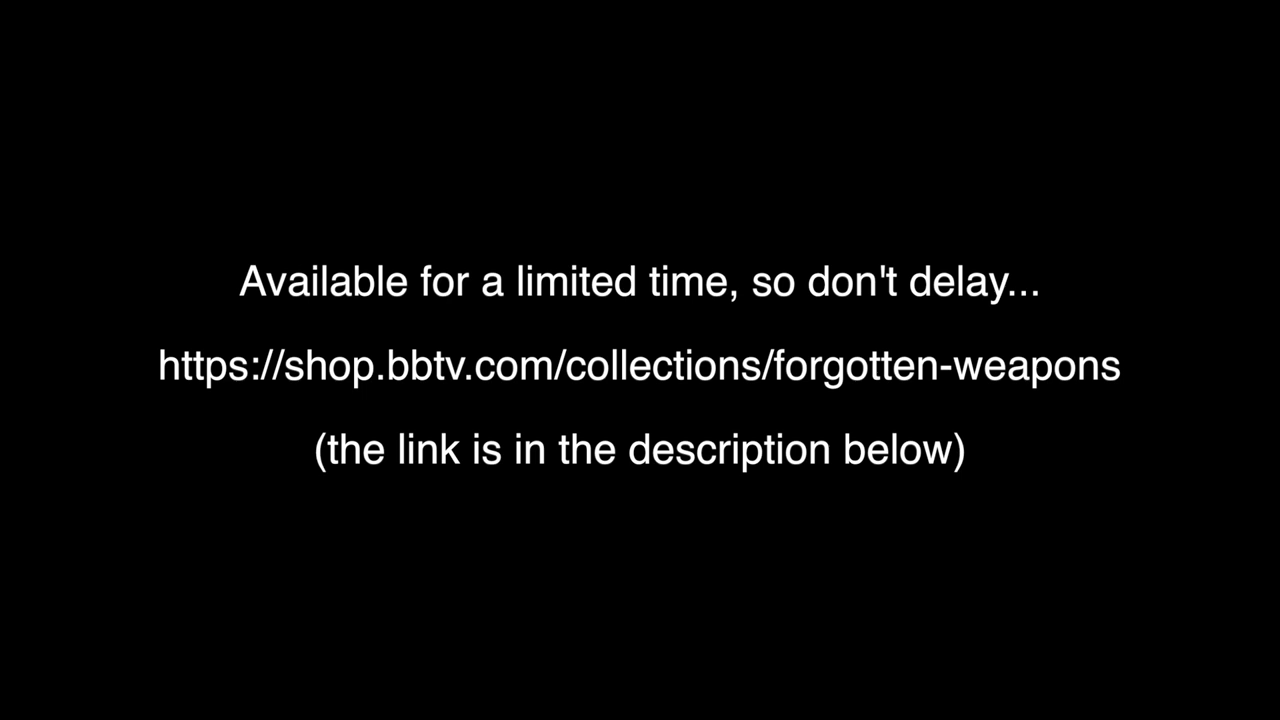 Available for a limited time, so don't delay...
https://shop.bbtv.com/collections/forgotten-weapons
(the link is in the description below)